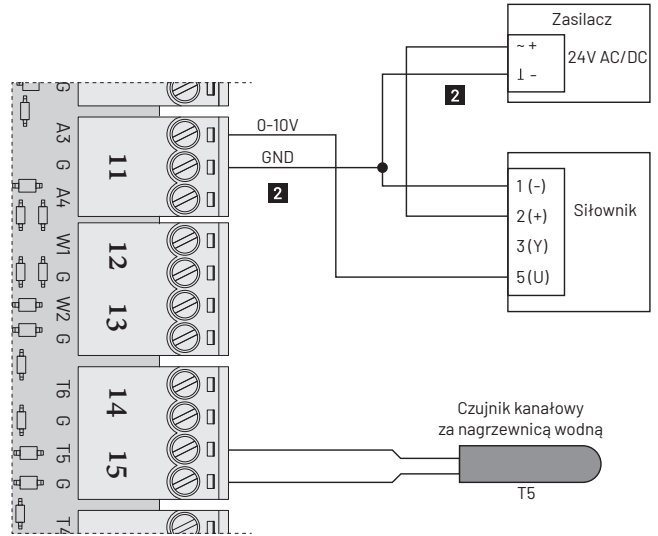 Zasilacz
~ +
24V AC/DC
⊥ -
2
G
A3
G
A4
11
0-10V
GND
2
1 (-)
2 (+)
3 (Y)
5 (U)
Siłownik
W1
G
W2
G
12
13
T6
G
T5
G
14
15
T4
Czujnik kanałowy
za nagrzewnicą wodną
T5